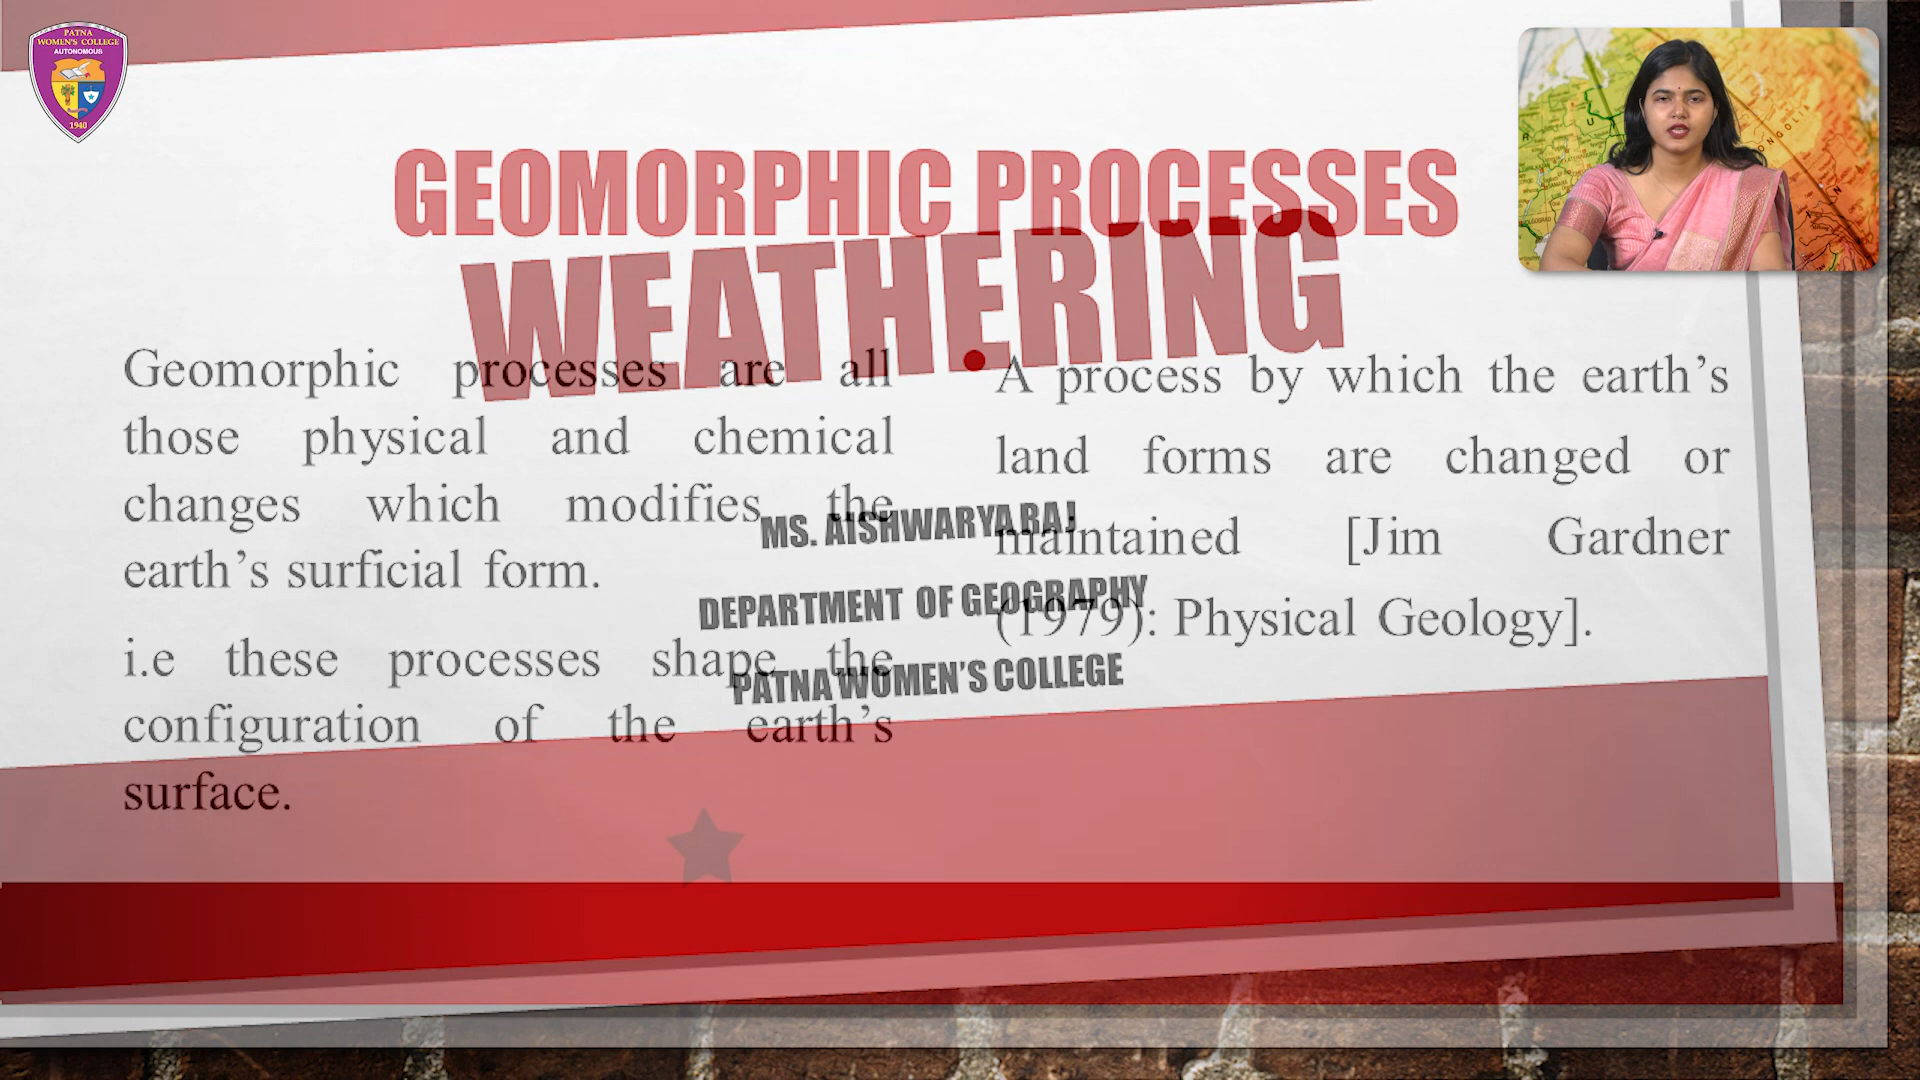 PATNA
WOMEN'S COLLEGE
AUTONOMOUS
1940
GEOMORPHIC PROCESSES
WEATHERING
Geomorphic processes are all
those physical and chemical
changes which modifies the
earth’s surficial form.
i.e these processes shape the
configuration of the earth’s
surface.
• A process by which the earth’s
land forms are changed or
maintained [Jim Gardner
(1979): Physical Geology].
MS. AISHWARYA RAJ
DEPARTMENT OF GEOGRAPHY
PATNA WOMEN’S COLLEGE